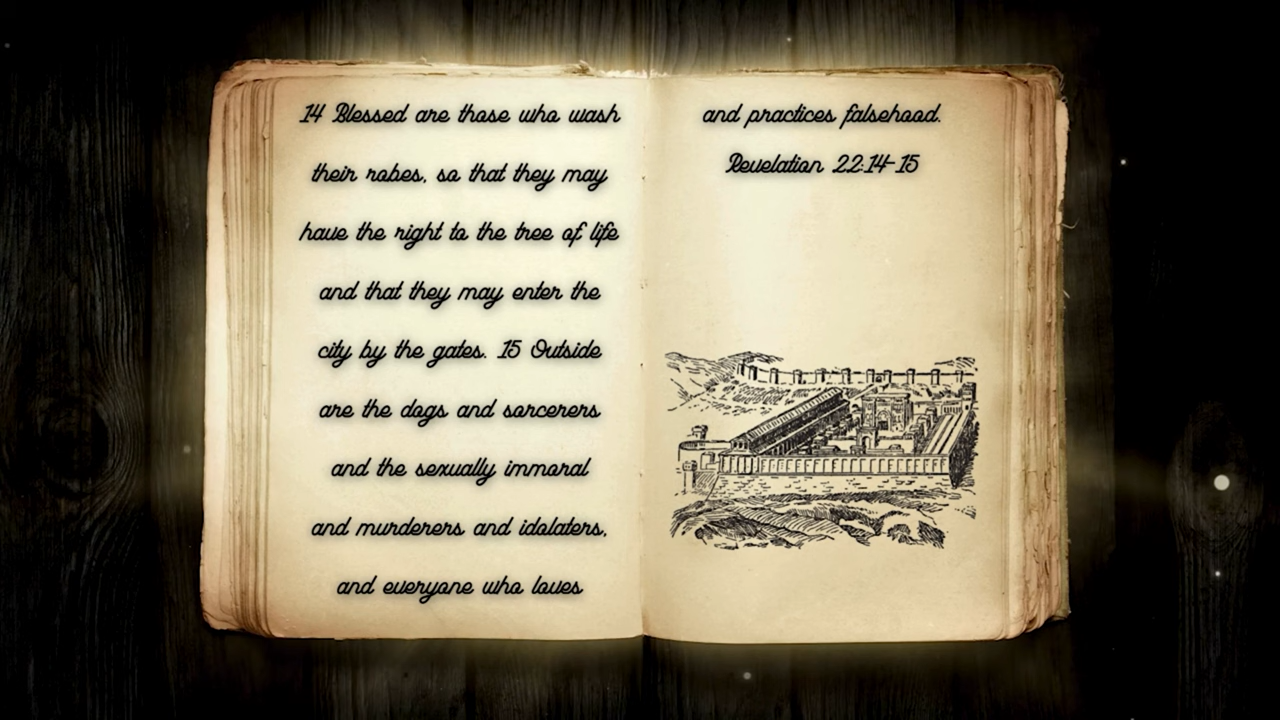 14 Blessed are those who wash
their robes, so that they may
have the right to the tree of life
and that they may enter the
city by the gates. 15 Outside
are the dogs and sorcerers
and the sexually immoral
and murderers and idolaters,
and everyone who loves
and practices falsehood.
Revelation 22:14-15